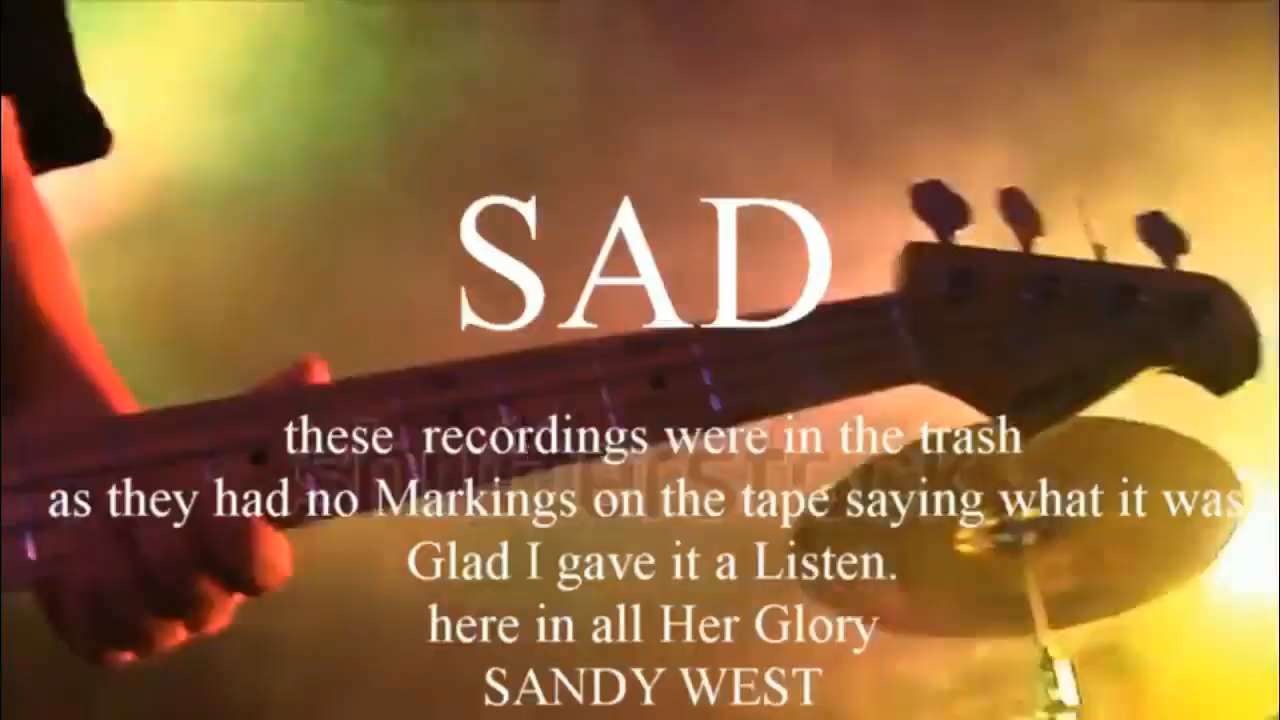 SAD
these recordings were in the trash
as they had no Markings on the tape saying what it was
Glad I gave it a Listen.
here in all Her Glory
SANDY WEST
shutterstock